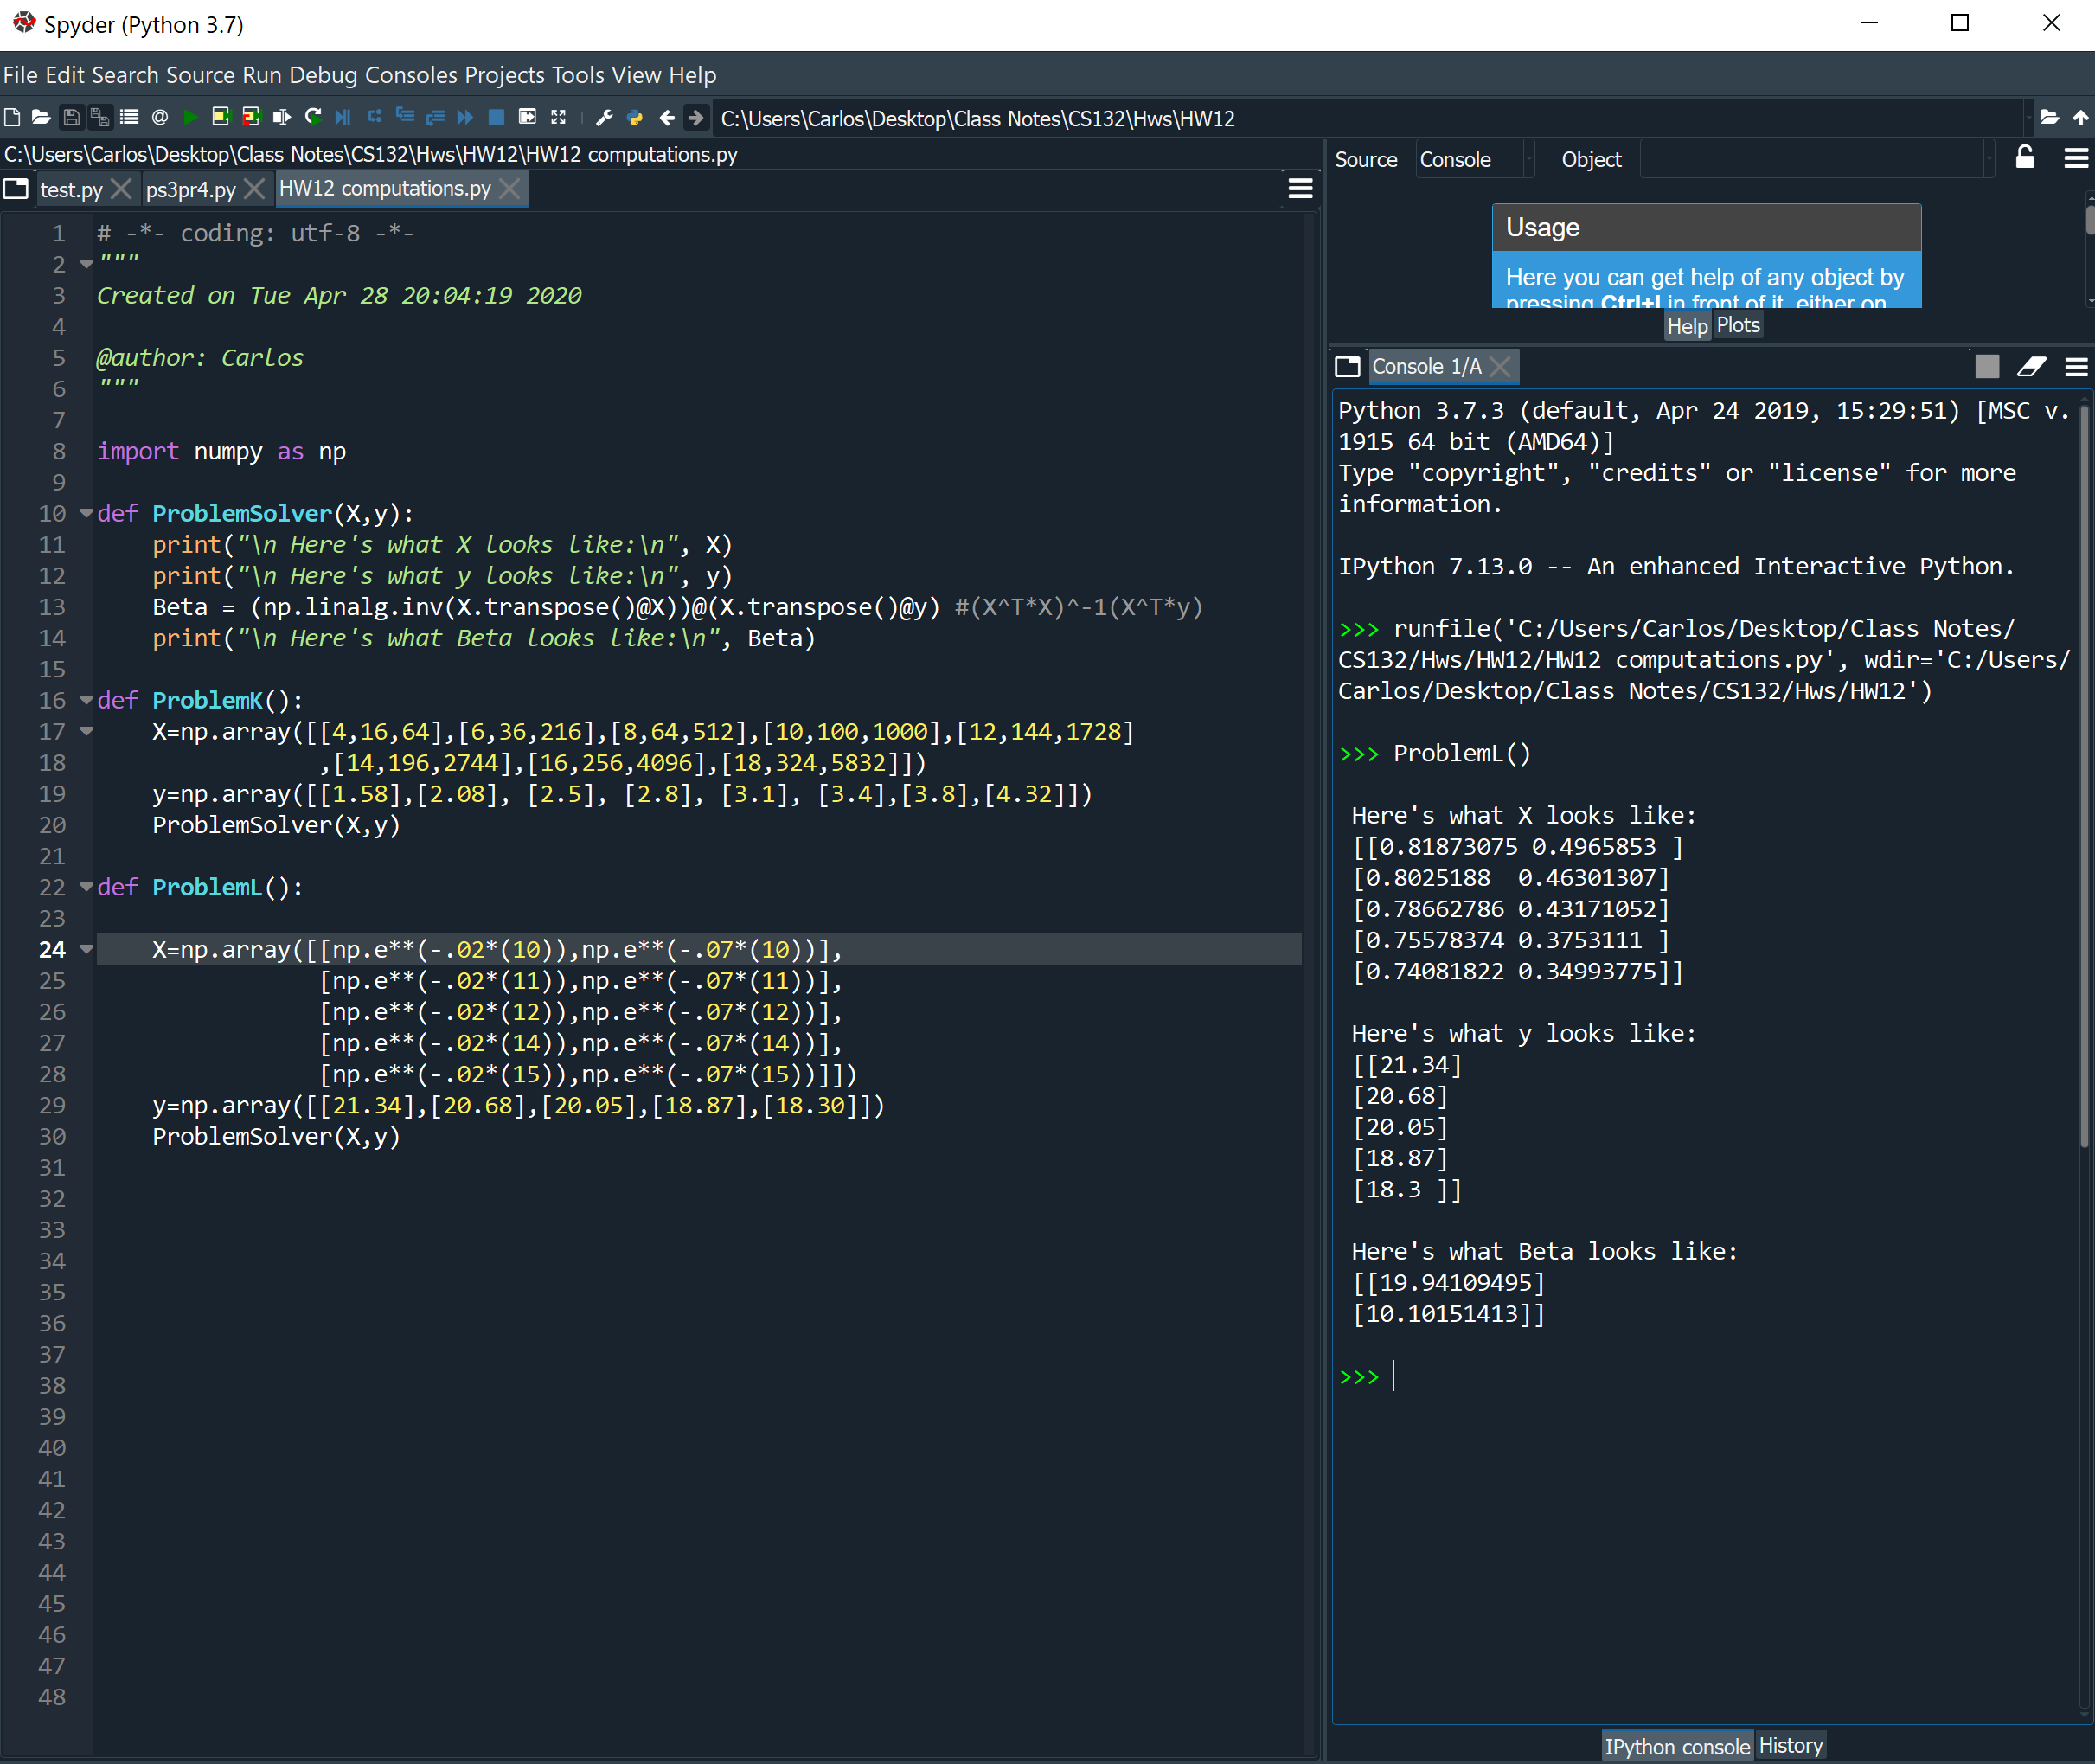 Spyder (Python 3.7)
File Edit Search Source Run Debug Consoles Projects Tools View Help
C:\Users\Carlos\Desktop\Class Notes\CS132\Hws\HW12
C:\Users\Carlos\Desktop\Class Notes\CS132\Hws\HW12\HW12 computations.py
test.py ps3pr4.py HW12 computations.py
1 # -*- coding: utf-8 -*-
2 """
3 Created on Tue Apr 28 20:04:19 2020
4
5 @author: Carlos
6 """
7
8 import numpy as np
9
10 def ProblemSolver(X,y):
11     print("\n Here's what X looks like:\n", X)
12     print("\n Here's what y looks like:\n", y)
13     Beta = (np.linalg.inv(X.transpose()@X))@(X.transpose()@y) #(X^T*X)^-1(X^T*y)
14     print("\n Here's what Beta looks like:\n", Beta)
15
16 def ProblemK():
17     X=np.array([[4,16,64],[6,36,216],[8,64,512],[10,100,1000],[12,144,1728]
18                 ,[14,196,2744],[16,256,4096],[18,324,5832]])
19     y=np.array([[1.58],[2.08], [2.5], [2.8], [3.1], [3.4],[3.8],[4.32]])
20     ProblemSolver(X,y)
21
22 def ProblemL():
23
24     X=np.array([[np.e**(-.02*(10)),np.e**(-.07*(10))],
25                 [np.e**(-.02*(11)),np.e**(-.07*(11))],
26                 [np.e**(-.02*(12)),np.e**(-.07*(12))],
27                 [np.e**(-.02*(14)),np.e**(-.07*(14))],
28                 [np.e**(-.02*(15)),np.e**(-.07*(15))]])
29     y=np.array([[21.34],[20.68],[20.05],[18.87],[18.30]])
30     ProblemSolver(X,y)
31
32
33
34
35
36
37
38
39
40
41
42
43
44
45
46
47
48
Source Console Object
Usage
Here you can get help of any object by
pressing Ctrl+I in front of it, either on
Help Plots
Console 1/A
Python 3.7.3 (default, Apr 24 2019, 15:29:51) [MSC v.
1915 64 bit (AMD64)]
Type "copyright", "credits" or "license" for more
information.
IPython 7.13.0 -- An enhanced Interactive Python.
>>> runfile('C:/Users/Carlos/Desktop/Class Notes/
CS132/Hws/HW12/HW12 computations.py', wdir='C:/Users/
Carlos/Desktop/Class Notes/CS132/Hws/HW12')
>>> ProblemL()
Here's what X looks like:
[[0.81873075 0.4965853 ]
[0.8025188  0.46301307]
[0.78662786 0.43171052]
[0.75578374 0.3753111 ]
[0.74081822 0.34993775]]
Here's what y looks like:
[[21.34]
[20.68]
[20.05]
[18.87]
[18.3 ]]
Here's what Beta looks like:
[[19.94109495]
[10.10151413]]
>>>
IPython console History